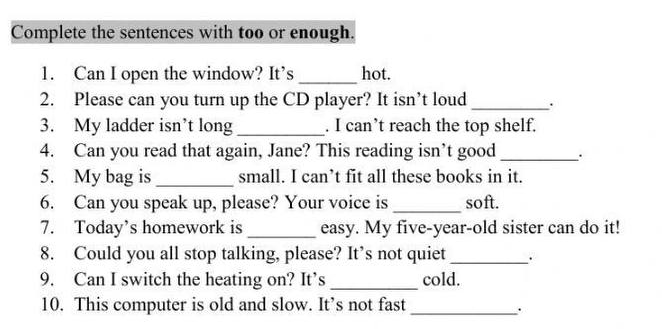 Complete the sentences with too or enough.
1. Can I open the window? It's ______ hot.
2. Please can you turn up the CD player? It isn't loud ________.
3. My ladder isn't long _________. I can't reach the top shelf.
4. Can you read that again, Jane? This reading isn't good ________.
5. My bag is ________ small. I can't fit all these books in it.
6. Can you speak up, please? Your voice is _______ soft.
7. Today's homework is _______ easy. My five-year-old sister can do it!
8. Could you all stop talking, please? It's not quiet ________.
9. Can I switch the heating on? It's _________ cold.
10. This computer is old and slow. It's not fast ___________.